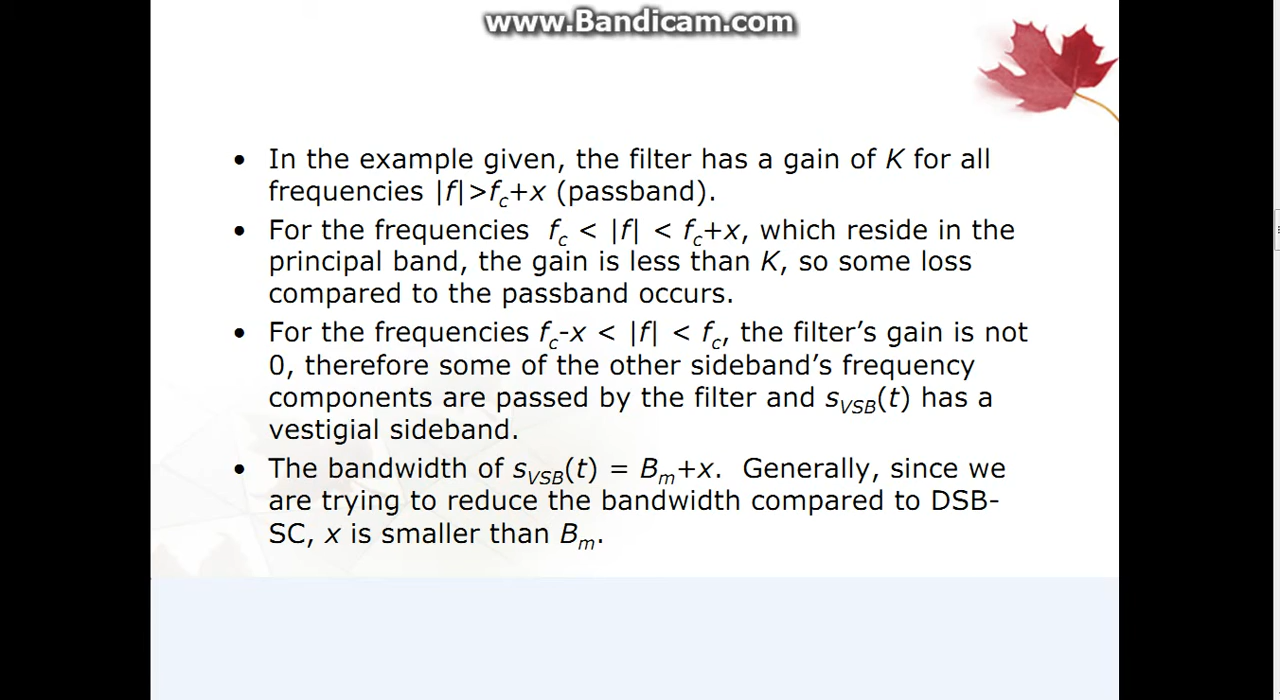 www.Bandicam.com
• In the example given, the filter has a gain of K for all
frequencies |f|>fc+x (passband).
• For the frequencies fc < |f| < fc+x, which reside in the
principal band, the gain is less than K, so some loss
compared to the passband occurs.
• For the frequencies fc-x < |f| < fc, the filter's gain is not
0, therefore some of the other sideband's frequency
components are passed by the filter and sVSB(t) has a
vestigial sideband.
• The bandwidth of sVSB(t) = Bm+x. Generally, since we
are trying to reduce the bandwidth compared to DSB-
SC, x is smaller than Bm.